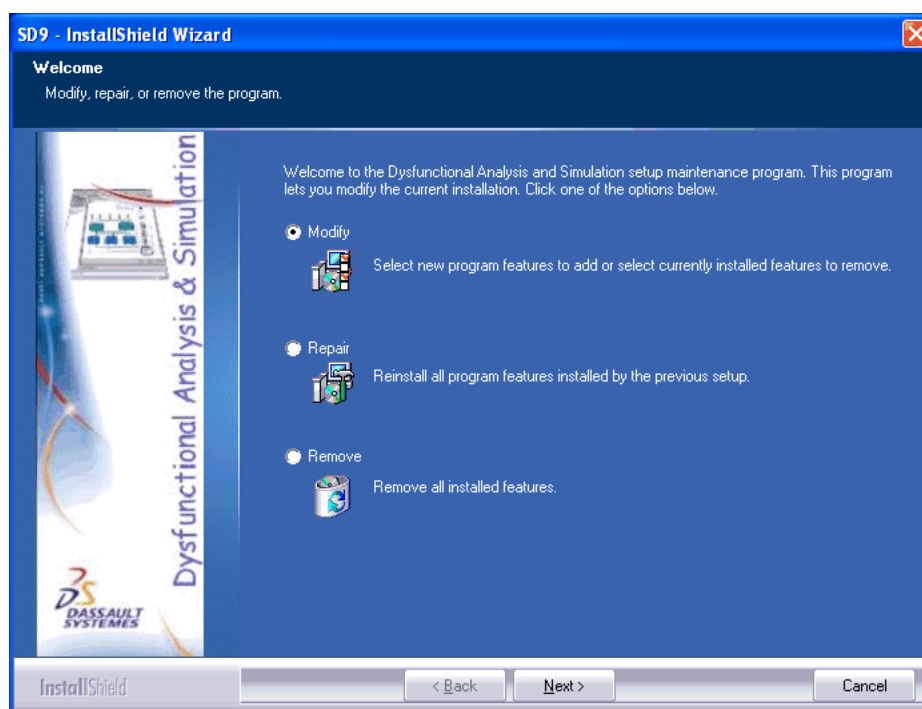 SD9 - InstallShield Wizard
Welcome
Modify, repair, or remove the program.
Dysfunctional Analysis & Simulation
DASSAULT
SYSTEMES
Welcome to the Dysfunctional Analysis and Simulation setup maintenance program. This program
lets you modify the current installation. Click one of the options below.
Modify
Select new program features to add or select currently installed features to remove.
Repair
Reinstall all program features installed by the previous setup.
Remove
Remove all installed features.
InstallShield
< Back
Next >
Cancel